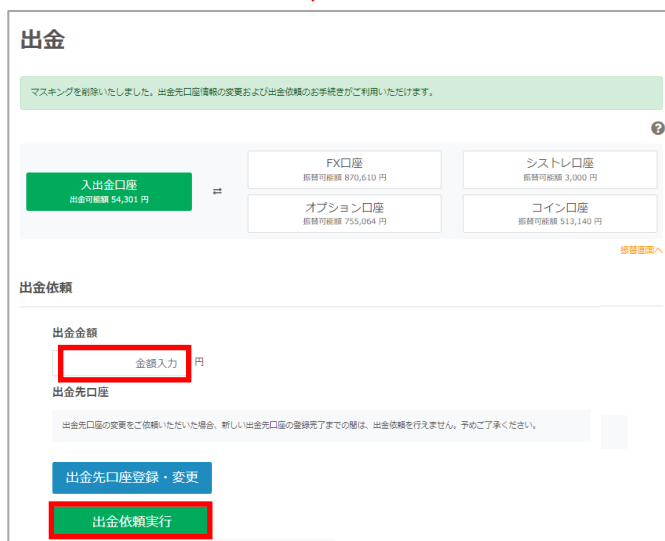 出金
マスキングを削除いたしました。出金先口座情報の変更および出金依頼のお手続きがご利用いただけます。
?
入出金口座
出金可能額 54,301 円
⇄
FX口座
振替可能額 870,610 円
シストレ口座
振替可能額 3,000 円
オプション口座
振替可能額 755,064 円
コイン口座
振替可能額 513,140 円
振替画面へ
出金依頼
出金金額
金額入力 円
出金先口座
出金先口座の変更をご依頼いただいた場合、新しい出金先口座の登録完了までの間は、出金依頼を行えません。予めご了承ください。
出金先口座登録・変更
出金依頼実行